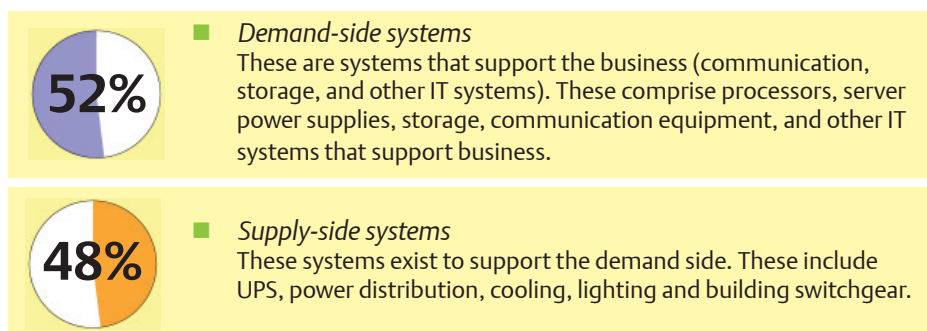 52%
Demand-side systems
These are systems that support the business (communication,
storage, and other IT systems). These comprise processors, server
power supplies, storage, communication equipment, and other IT
systems that support business.
48%
Supply-side systems
These systems exist to support the demand side. These include
UPS, power distribution, cooling, lighting and building switchgear.